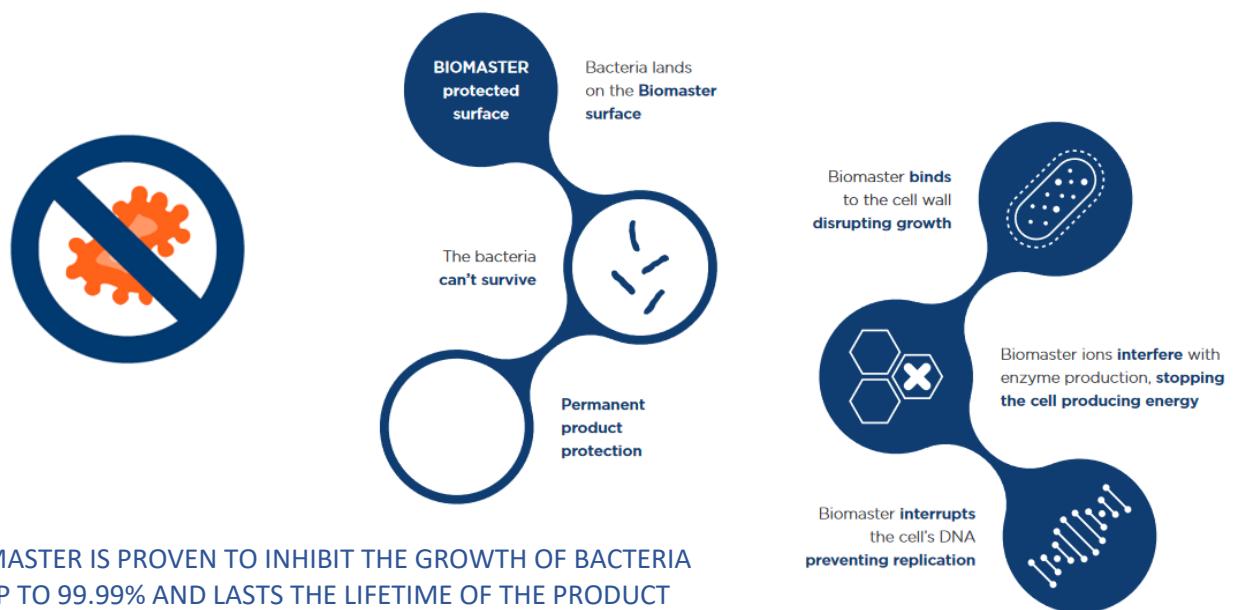 BIOMASTER
protected
surface
Bacteria lands
on the Biomaster
surface
The bacteria
can't survive
Permanent
product
protection
Biomaster binds
to the cell wall
disrupting growth
Biomaster ions interfere with
enzyme production, stopping
the cell producing energy
Biomaster interrupts
the cell's DNA
preventing replication
MASTER IS PROVEN TO INHIBIT THE GROWTH OF BACTERIA
P TO 99.99% AND LASTS THE LIFETIME OF THE PRODUCT